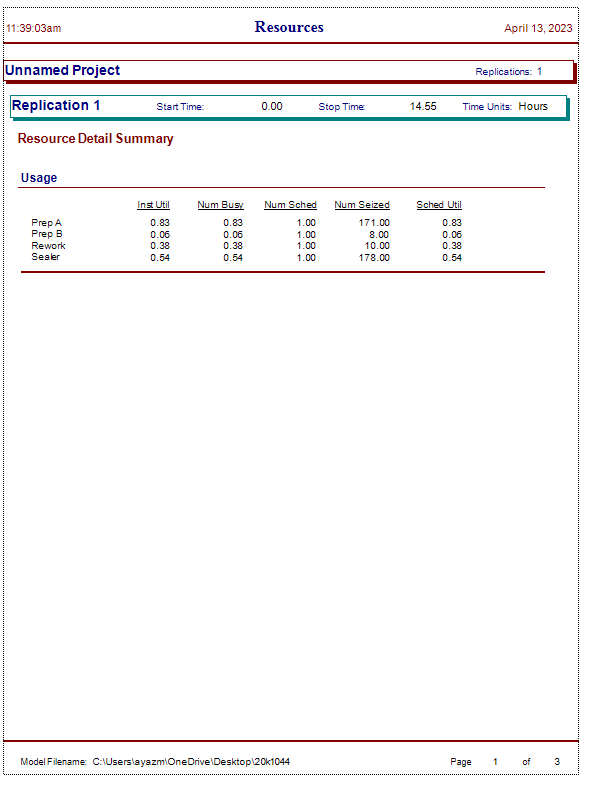 11:39:03am Resources April 13, 2023
Unnamed Project Replications: 1
Replication 1 Start Time: 0.00 Stop Time: 14.55 Time Units: Hours
Resource Detail Summary
Usage
Inst Util Num Busy Num Sched Num Seized Sched Util
Prep A 0.83 0.83 1.00 171.00 0.83
Prep B 0.06 0.06 1.00 8.00 0.06
Rework 0.38 0.38 1.00 10.00 0.38
Sealer 0.54 0.54 1.00 178.00 0.54
Model Filename: C:\Users\ayazm\OneDrive\Desktop\20k1044 Page 1 of 3